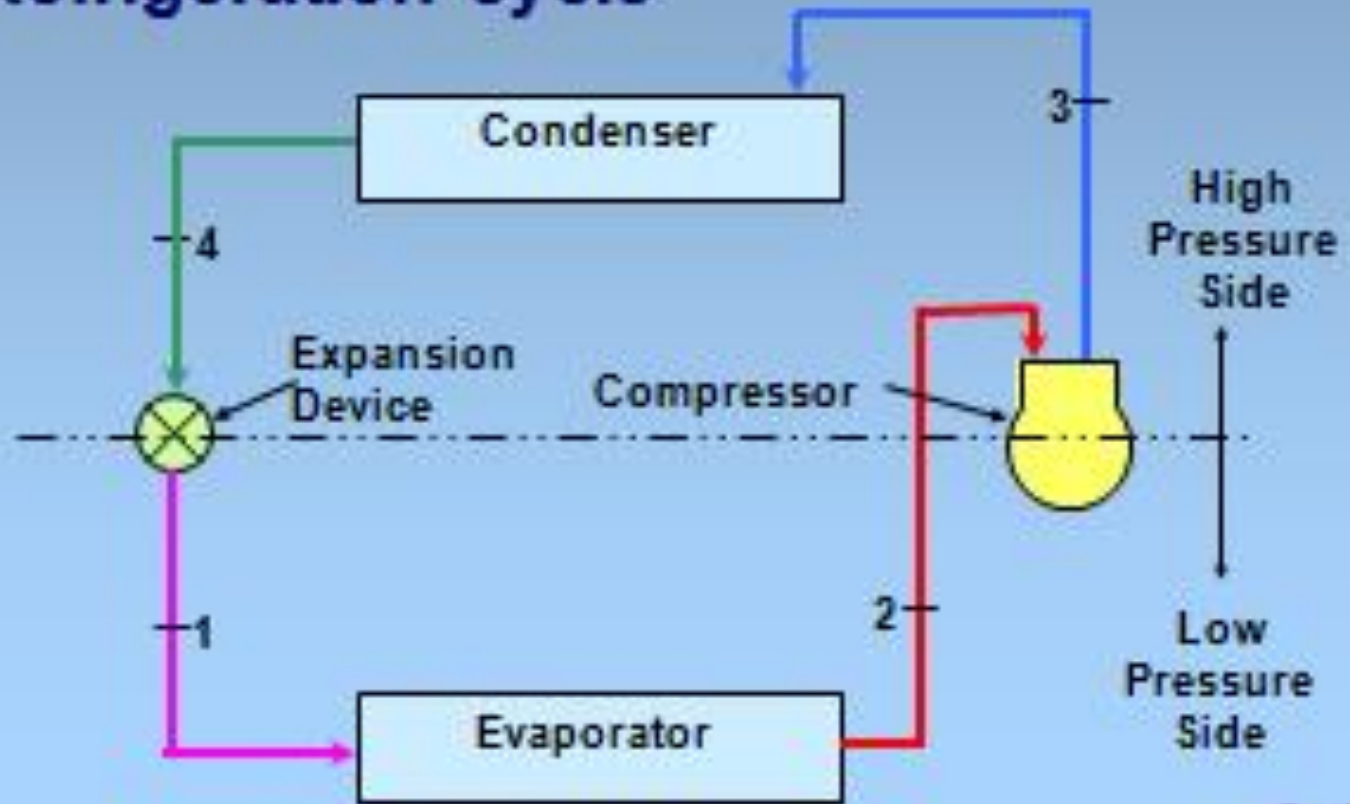 Condenser
3
High
Pressure
Side
4
Expansion
Device
Compressor
1
2
Low
Pressure
Side
Evaporator